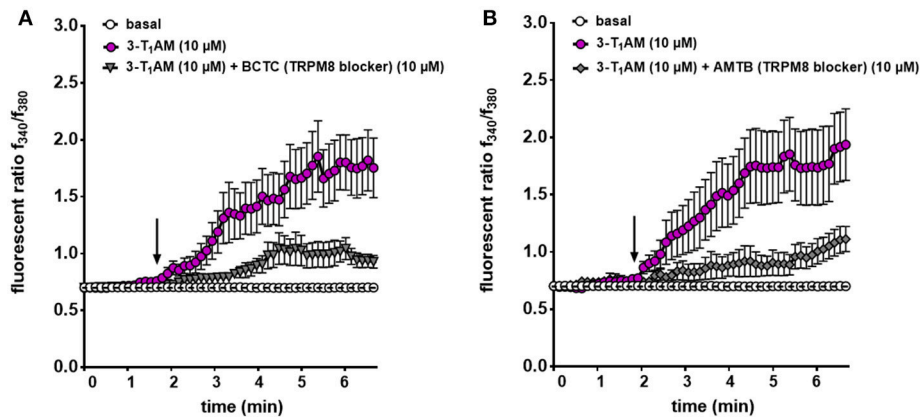 A
basal
3-T₁AM (10 µM)
3-T₁AM (10 µM) + BCTC (TRPM8 blocker) (10 µM)
fluorescent ratio f₃₄₀/f₃₈₀
3.0
2.5
2.0
1.5
1.0
0.5
0.0
0 1 2 3 4 5 6
time (min)
B
basal
3-T₁AM (10 µM)
3-T₁AM (10 µM) + AMTB (TRPM8 blocker) (10 µM)
fluorescent ratio f₃₄₀/f₃₈₀
3.0
2.5
2.0
1.5
1.0
0.5
0.0
0 1 2 3 4 5 6
time (min)